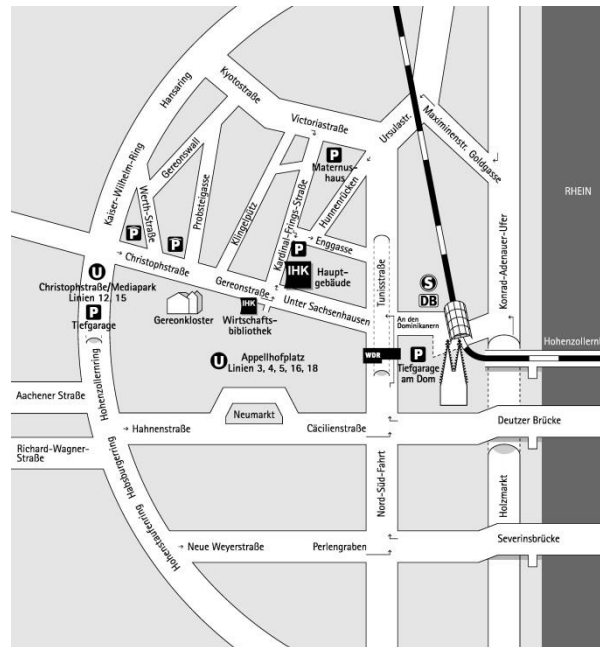 Hansaring
Kyotostraße
Victoriastraße
Ursulastr.
Maximinenstr.
Goldgasse
RHEIN
Kaiser-Wilhelm-Ring
Gereonswall
Werth-Straße
Probsteigasse
Klingelpütz
Kardinal-Frings-Straße
P
Maternus-
haus
Hunnenrücken
Enggasse
P
P
P
Christophstraße
U
Christophstraße/Mediapark
Linien 12, 15
P
Tiefgarage
Gereonskloster
Gereonstraße
IHK
Haupt-
gebäude
IHK
Wirtschafts-
bibliothek
Unter Sachsenhausen
Tunisstraße
S
DB
Konrad-Adenauer-Ufer
An den
Dominikanern
Hohenzollernb
WDR
P
Tiefgarage
am Dom
U
Appellhofplatz
Linien 3, 4, 5, 16, 18
Hohenzollernring
Aachener Straße
Neumarkt
Hahnenstraße
Cäcilienstraße
Deutzer Brücke
Richard-Wagner-
Straße
Habsburgerring
Hohenstaufenring
Nord-Süd-Fahrt
Holzmarkt
Neue Weyerstraße
Perlengraben
Severinsbrücke